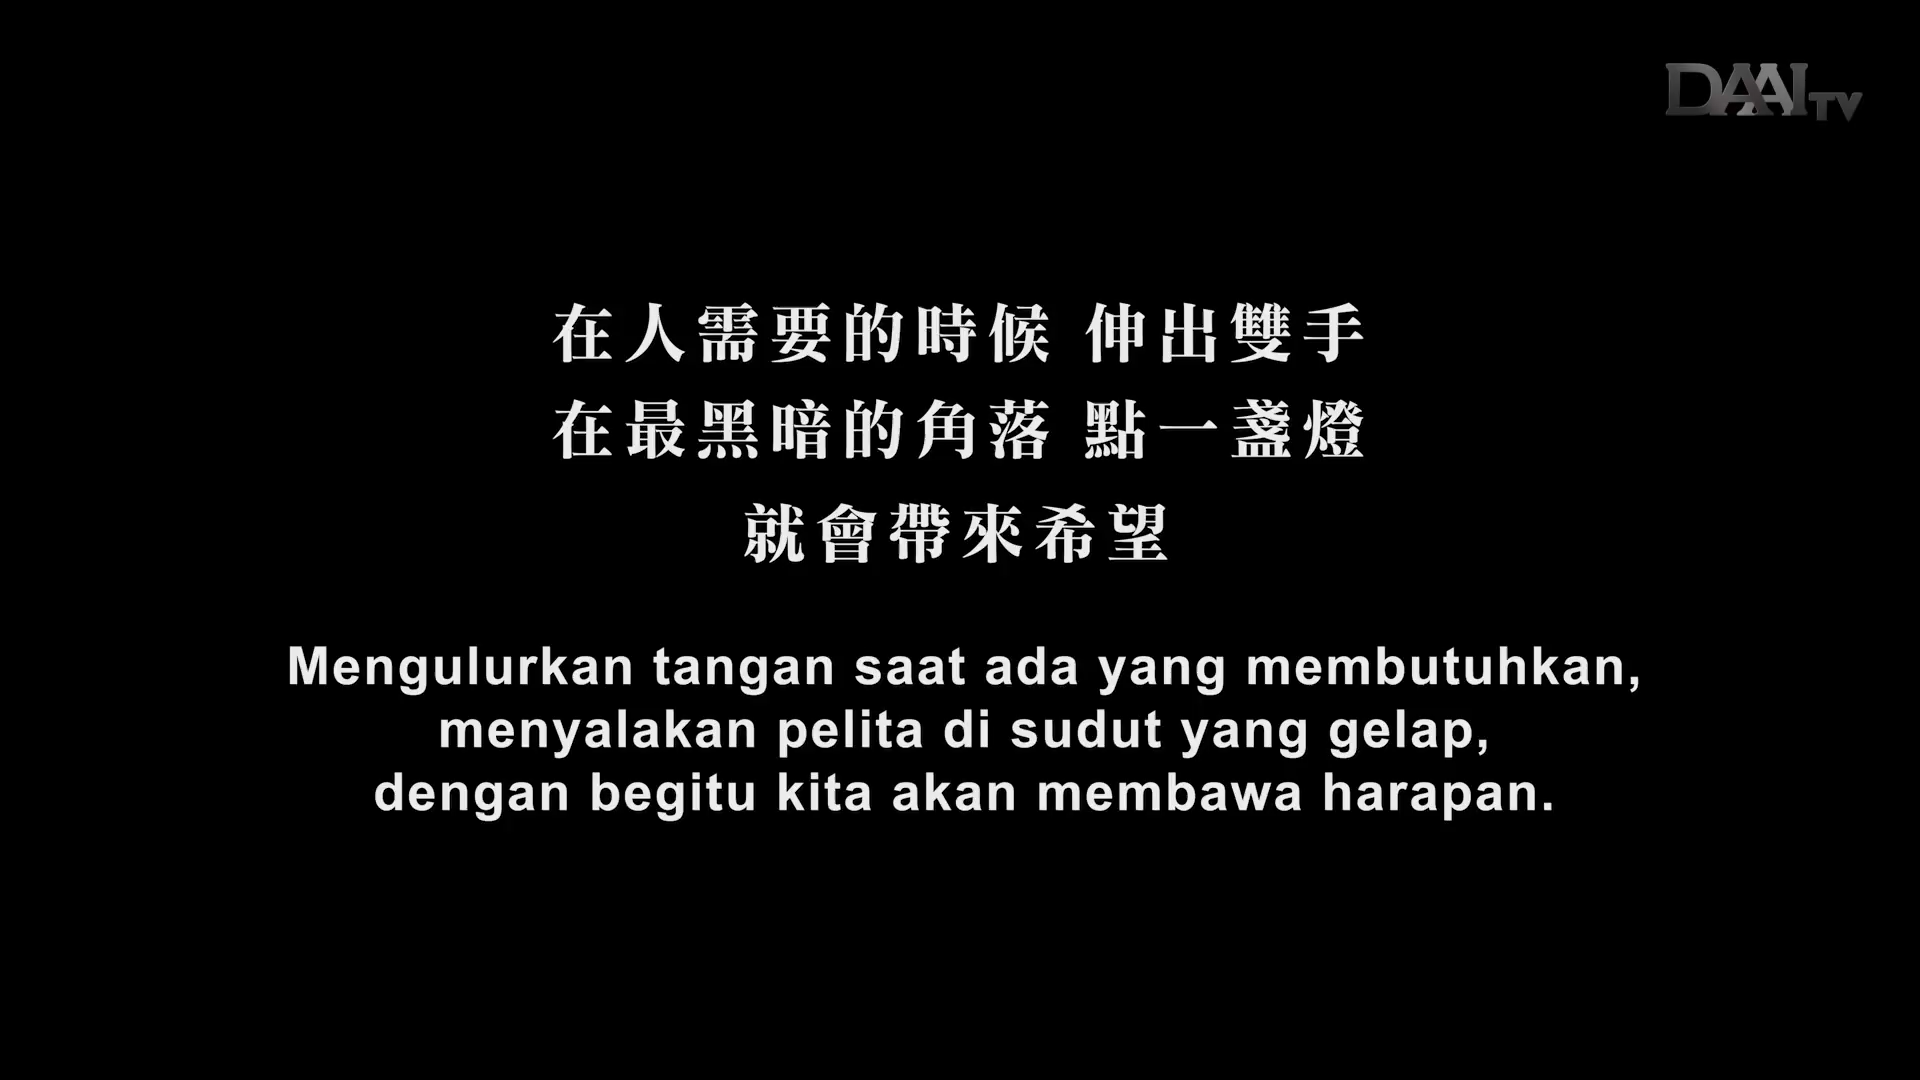 DAAI TV
在人需要的時候 伸出雙手
在最黑暗的角落 點一盞燈
就會帶來希望
Mengulurkan tangan saat ada yang membutuhkan,
menyalakan pelita di sudut yang gelap,
dengan begitu kita akan membawa harapan.